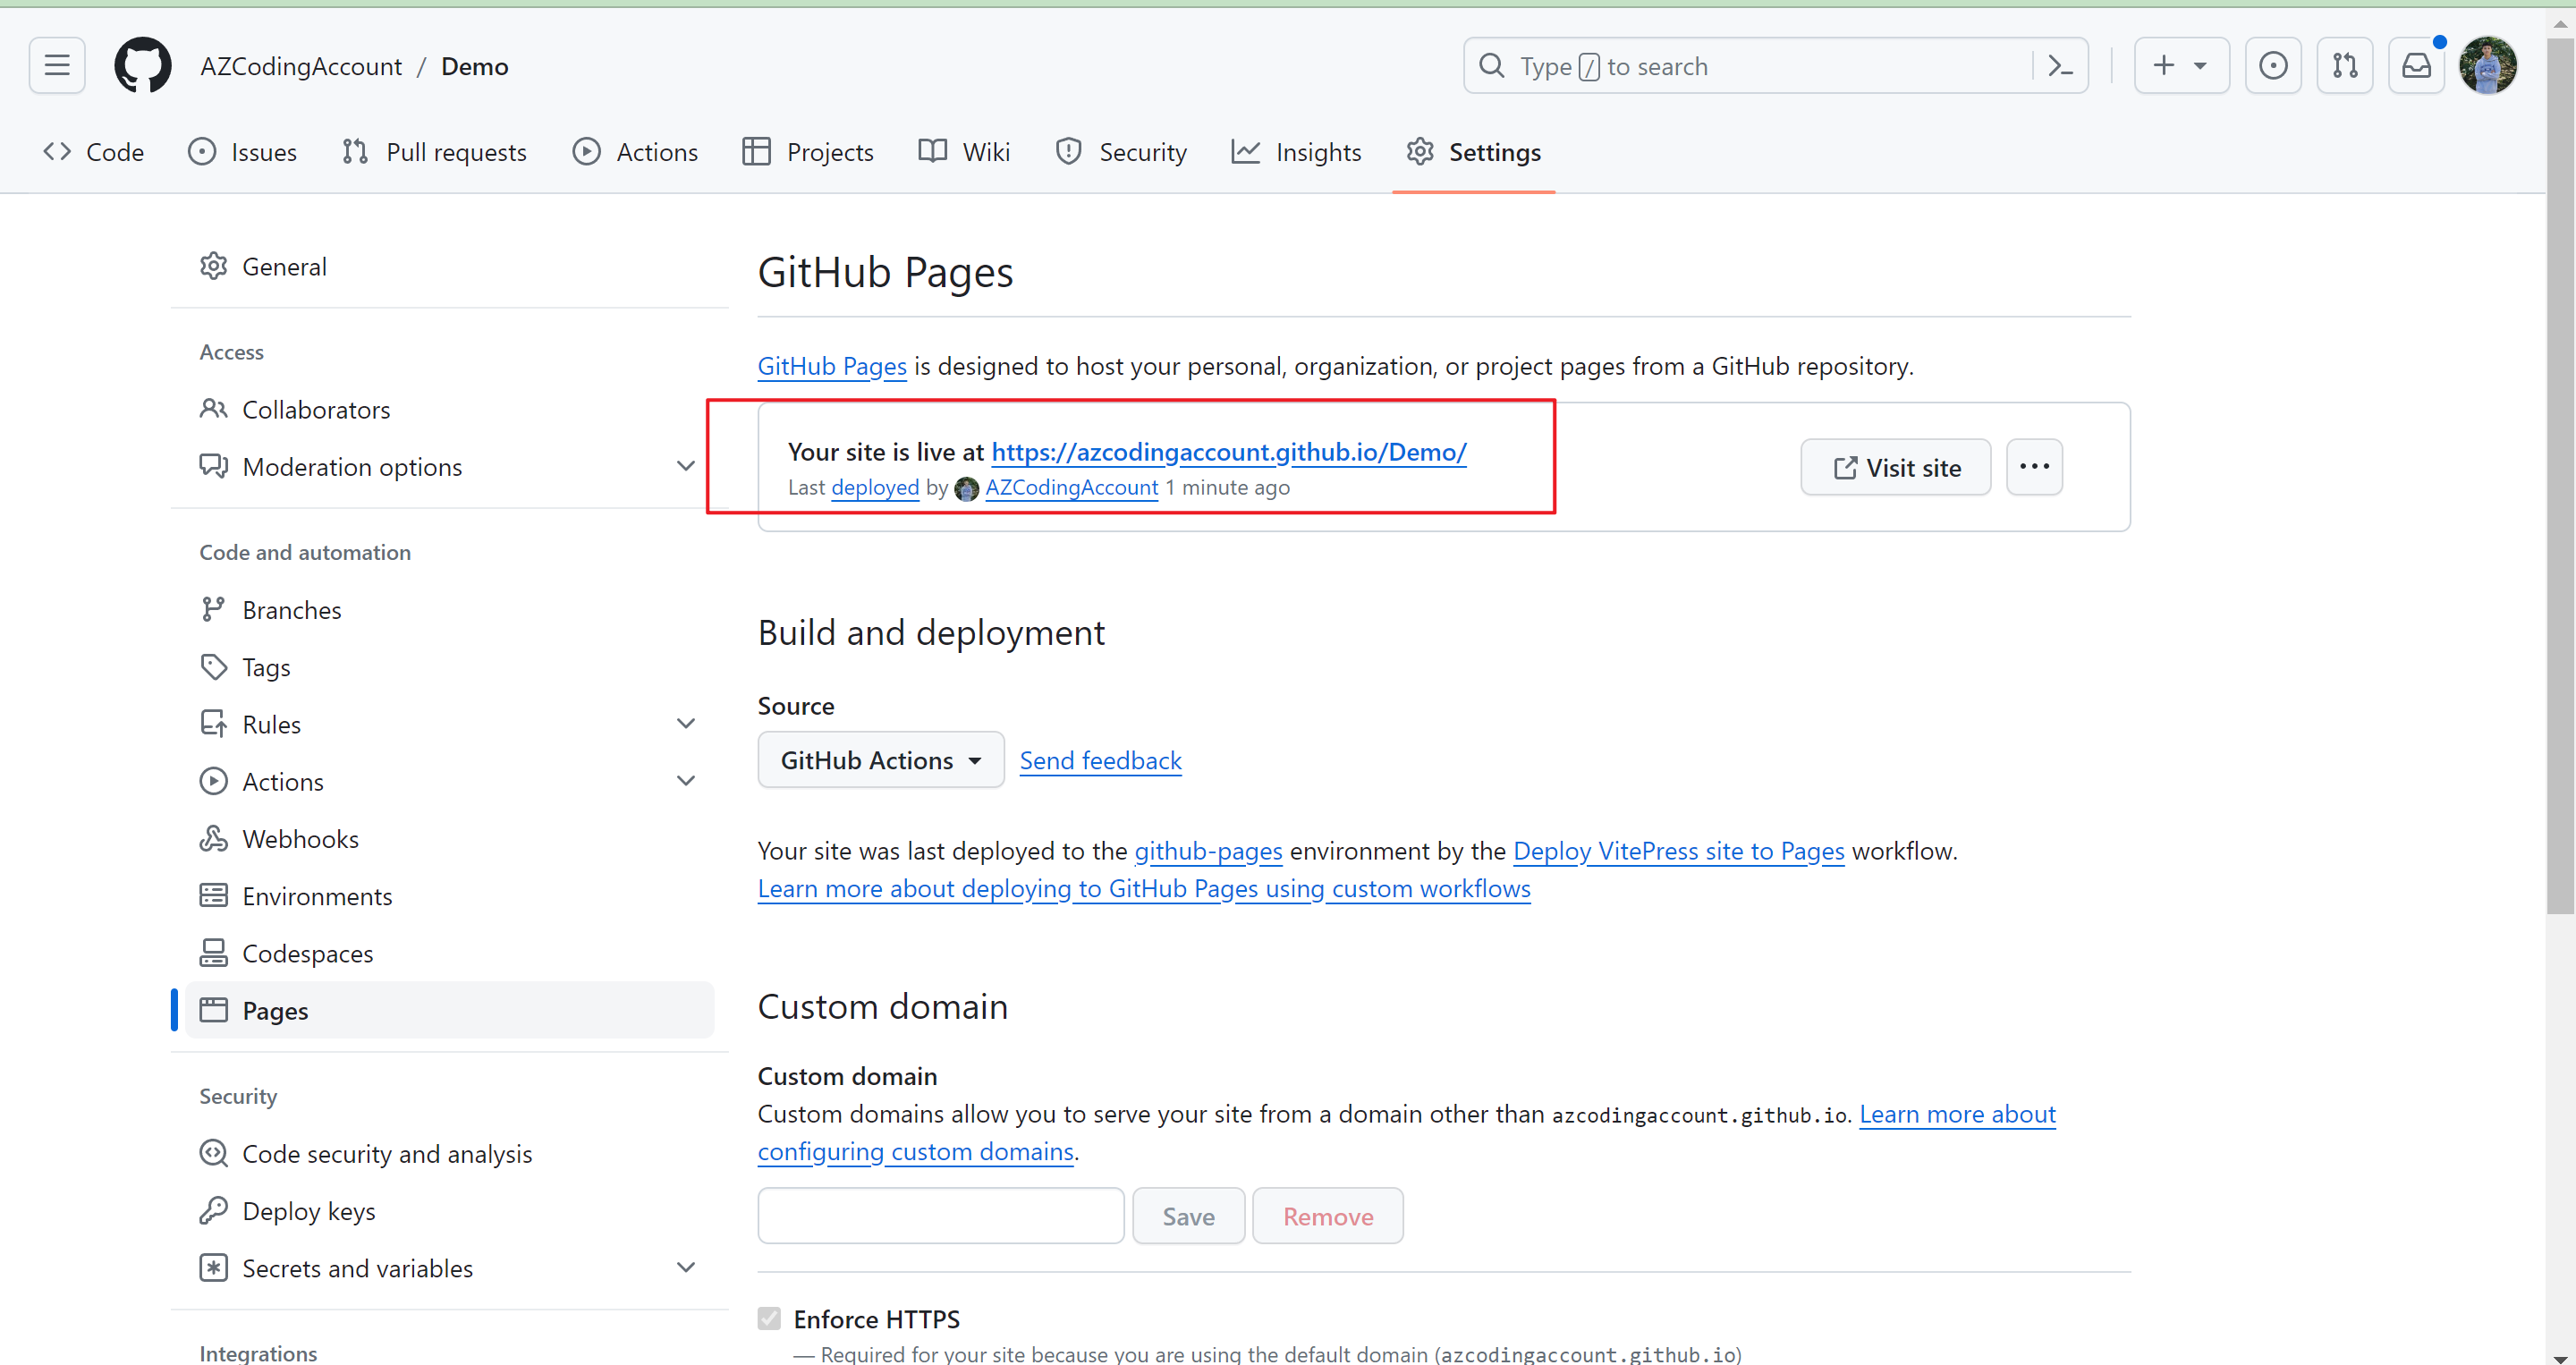 AZCodingAccount / Demo
Type / to search
Code
Issues
Pull requests
Actions
Projects
Wiki
Security
Insights
Settings
General
Access
Collaborators
Moderation options
Code and automation
Branches
Tags
Rules
Actions
Webhooks
Environments
Codespaces
Pages
Security
Code security and analysis
Deploy keys
Secrets and variables
Integrations
GitHub Pages
GitHub Pages is designed to host your personal, organization, or project pages from a GitHub repository.
Your site is live at https://azcodingaccount.github.io/Demo/
Last deployed by AZCodingAccount 1 minute ago
Visit site
Build and deployment
Source
GitHub Actions
Send feedback
Your site was last deployed to the github-pages environment by the Deploy VitePress site to Pages workflow.
Learn more about deploying to GitHub Pages using custom workflows
Custom domain
Custom domain
Custom domains allow you to serve your site from a domain other than azcodingaccount.github.io. Learn more about
configuring custom domains.
Save
Remove
Enforce HTTPS
— Required for your site because you are using the default domain (azcodingaccount.github.io)